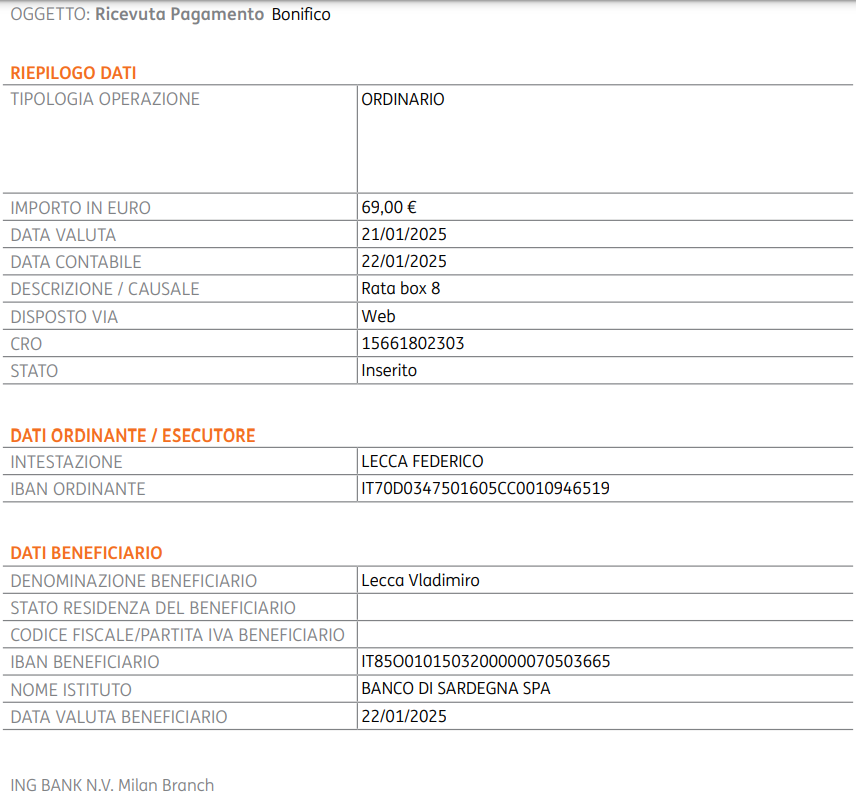 OGGETTO: Ricevuta Pagamento Bonifico
RIEPILOGO DATI
TIPOLOGIA OPERAZIONE ORDINARIO
IMPORTO IN EURO 69,00 €
DATA VALUTA 21/01/2025
DATA CONTABILE 22/01/2025
DESCRIZIONE / CAUSALE Rata box 8
DISPOSTO VIA Web
CRO 15661802303
STATO Inserito
DATI ORDINANTE / ESECUTORE
INTESTAZIONE LECCA FEDERICO
IBAN ORDINANTE IT70D0347501605CC0010946519
DATI BENEFICIARIO
DENOMINAZIONE BENEFICIARIO Lecca Vladimiro
STATO RESIDENZA DEL BENEFICIARIO
CODICE FISCALE/PARTITA IVA BENEFICIARIO
IBAN BENEFICIARIO IT85O0101503200000070503665
NOME ISTITUTO BANCO DI SARDEGNA SPA
DATA VALUTA BENEFICIARIO 22/01/2025
ING BANK N.V. Milan Branch